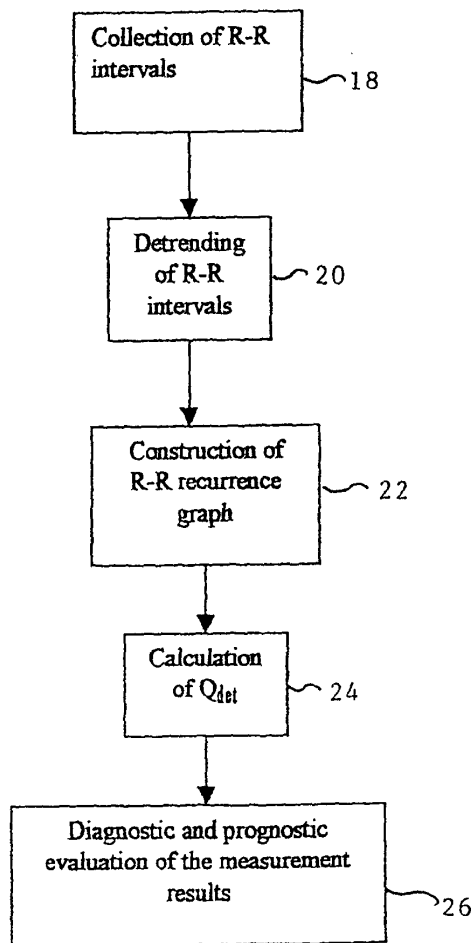 Collection of R-R
intervals
18
Detrending
of R-R
intervals
20
Construction of
R-R recurrence
graph
22
Calculation
of Qdet
24
Diagnostic and prognostic
evaluation of the measurement
results
26